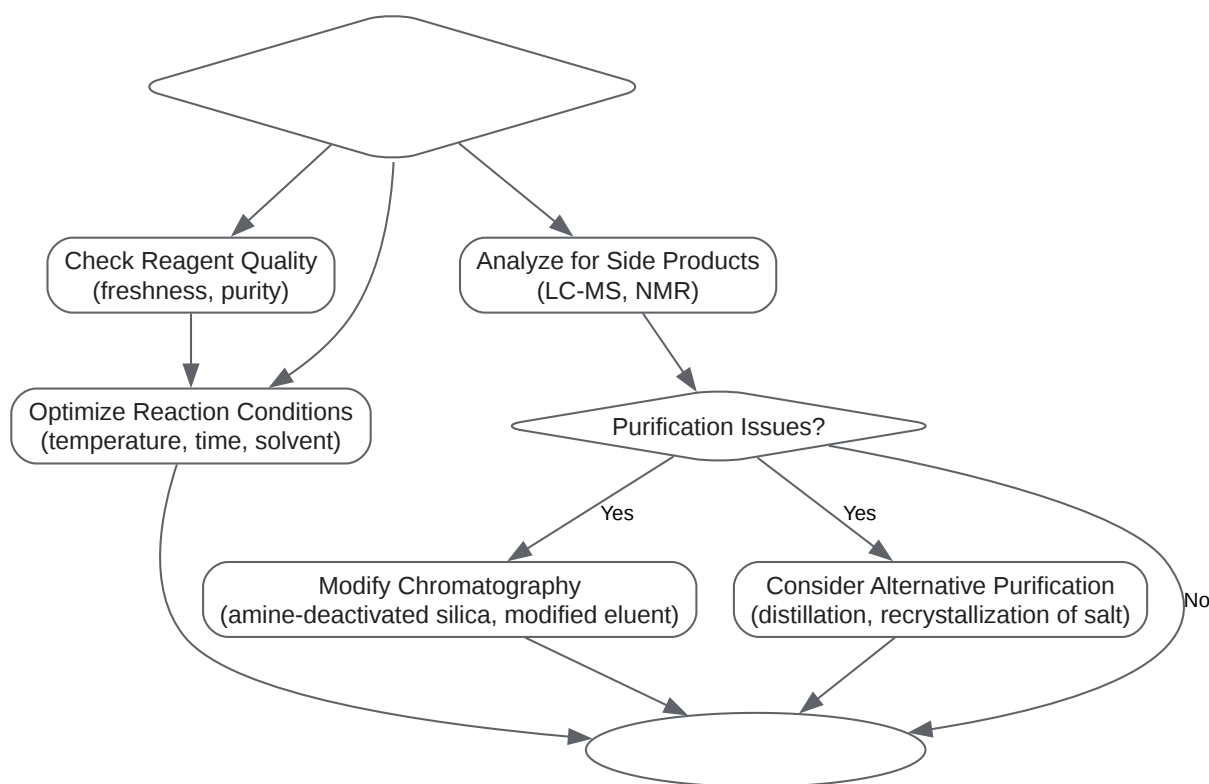 Check Reagent Quality
(freshness, purity)
Analyze for Side Products
(LC-MS, NMR)
Optimize Reaction Conditions
(temperature, time, solvent)
Purification Issues?
Yes
Yes
Modify Chromatography
(amine-deactivated silica, modified eluent)
Consider Alternative Purification
(distillation, recrystallization of salt)
No